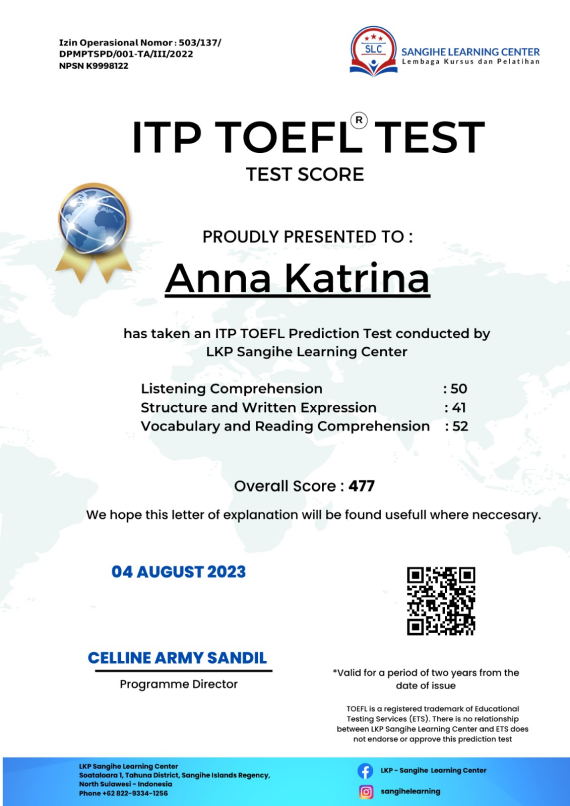 Izin Operasional Nomor : 503/137/
DPMPTSPD/001-TA/III/2022
NPSN K9998122
SLC
SANGIHE LEARNING CENTER
Lembaga Kursus dan Pelatihan
ITP TOEFL® TEST
TEST SCORE
PROUDLY PRESENTED TO :
Anna Katrina
has taken an ITP TOEFL Prediction Test conducted by
LKP Sangihe Learning Center
Listening Comprehension : 50
Structure and Written Expression : 41
Vocabulary and Reading Comprehension : 52
Overall Score : 477
We hope this letter of explanation will be found usefull where neccesary.
04 AUGUST 2023
CELLINE ARMY SANDIL
Programme Director
*Valid for a period of two years from the
date of issue
TOEFL is a registered trademark of Educational
Testing Services (ETS). There is no relationship
between LKP Sangihe Learning Center and ETS does
not endorse or approve this prediction test
LKP Sangihe Learning Center
Soataloara 1, Tahuna District, Sangihe Islands Regency,
North Sulawesi - Indonesia
Phone +62 822-9334-1256
LKP - Sangihe Learning Center
sangihelearning